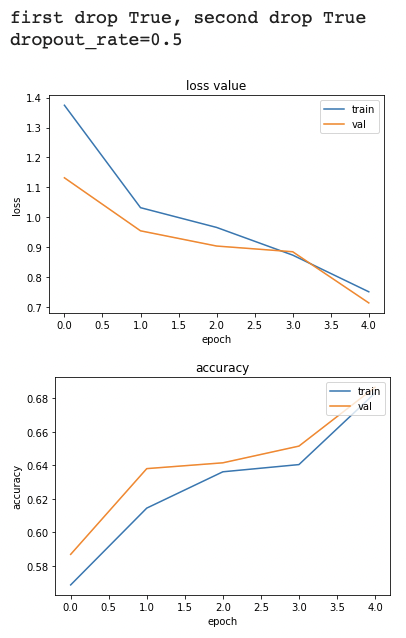 first drop True, second drop True
dropout_rate=0.5
loss value
1.4
1.3
1.2
1.1
1.0
0.9
0.8
0.7
loss
train
val
0.0 0.5 1.0 1.5 2.0 2.5 3.0 3.5 4.0
epoch
accuracy
0.68
0.66
0.64
0.62
0.60
0.58
accuracy
train
val
0.0 0.5 1.0 1.5 2.0 2.5 3.0 3.5 4.0
epoch